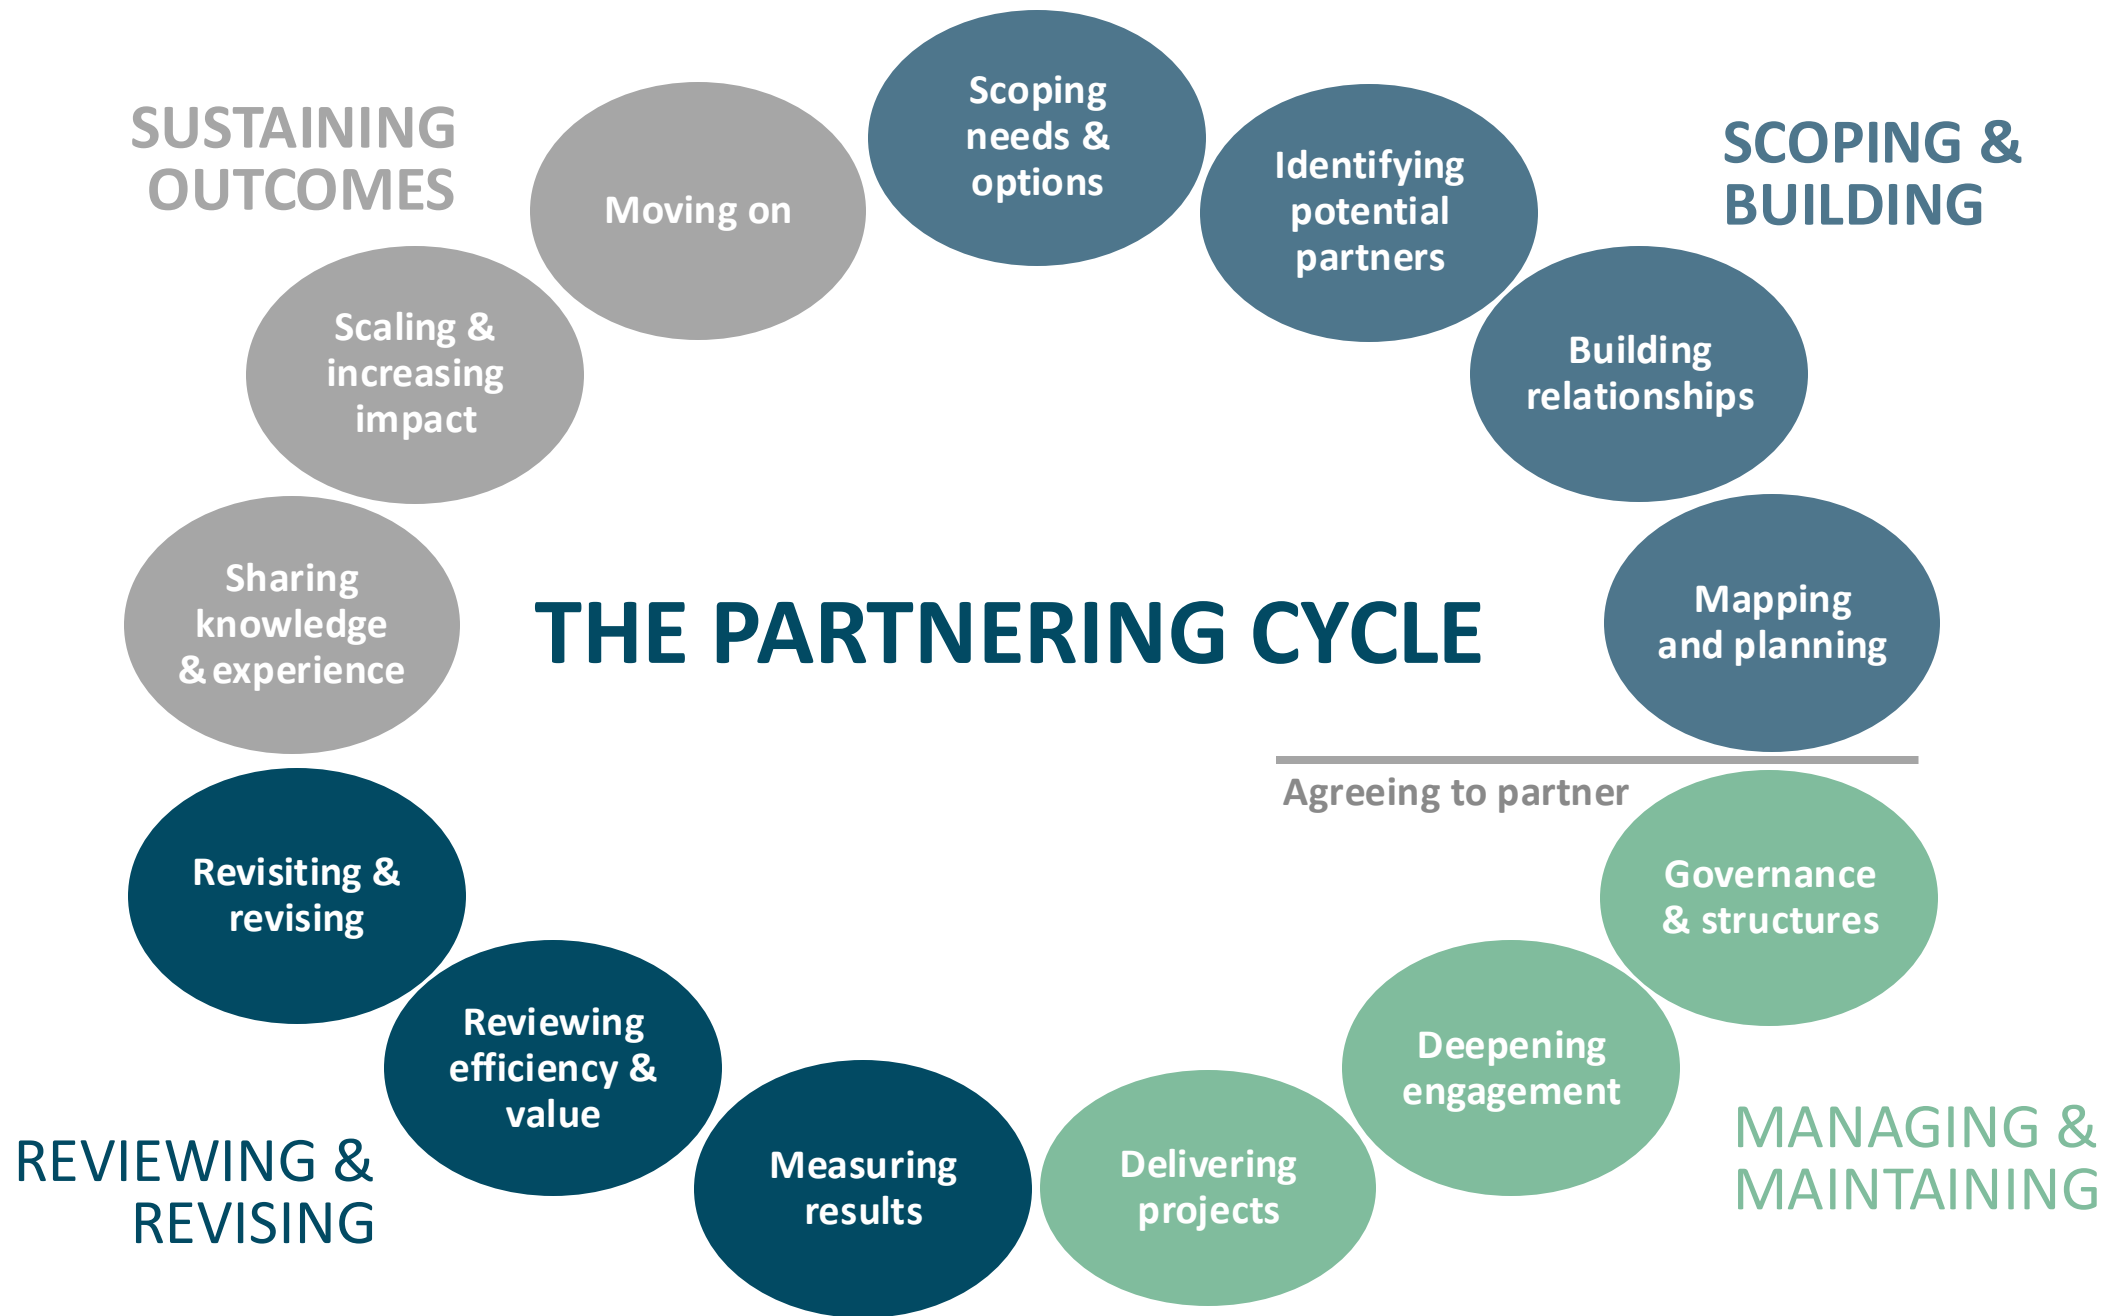 SUSTAINING
OUTCOMES
SCOPING &
BUILDING
Scoping
needs &
options
Identifying
potential
partners
Building
relationships
Mapping
and planning
THE PARTNERING CYCLE
Agreeing to partner
Governance
& structures
Deepening
engagement
Delivering
projects
MANAGING &
MAINTAINING
Measuring
results
Reviewing
efficiency &
value
Revisiting &
revising
REVIEWING &
REVISING
Sharing
knowledge
& experience
Scaling &
increasing
impact
Moving on